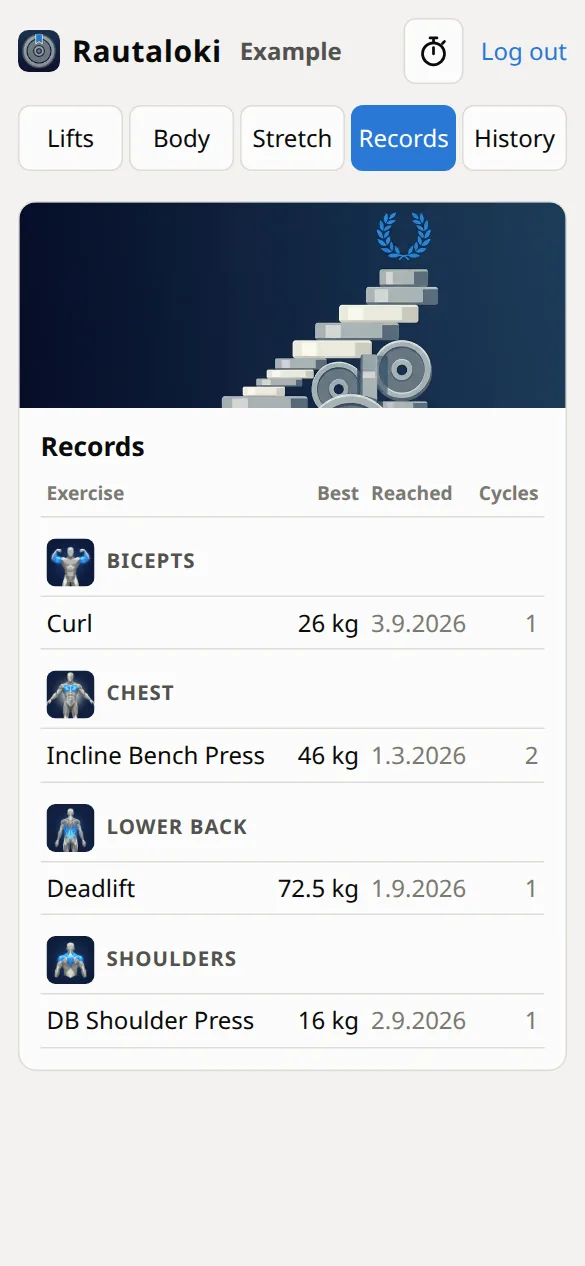 Rautaloki Example Log out
Lifts Body Stretch Records History
Records
Exercise Best Reached Cycles
BICEPTS
Curl 26 kg 3.9.2026 1
CHEST
Incline Bench Press 46 kg 1.3.2026 2
LOWER BACK
Deadlift 72.5 kg 1.9.2026 1
SHOULDERS
DB Shoulder Press 16 kg 2.9.2026 1